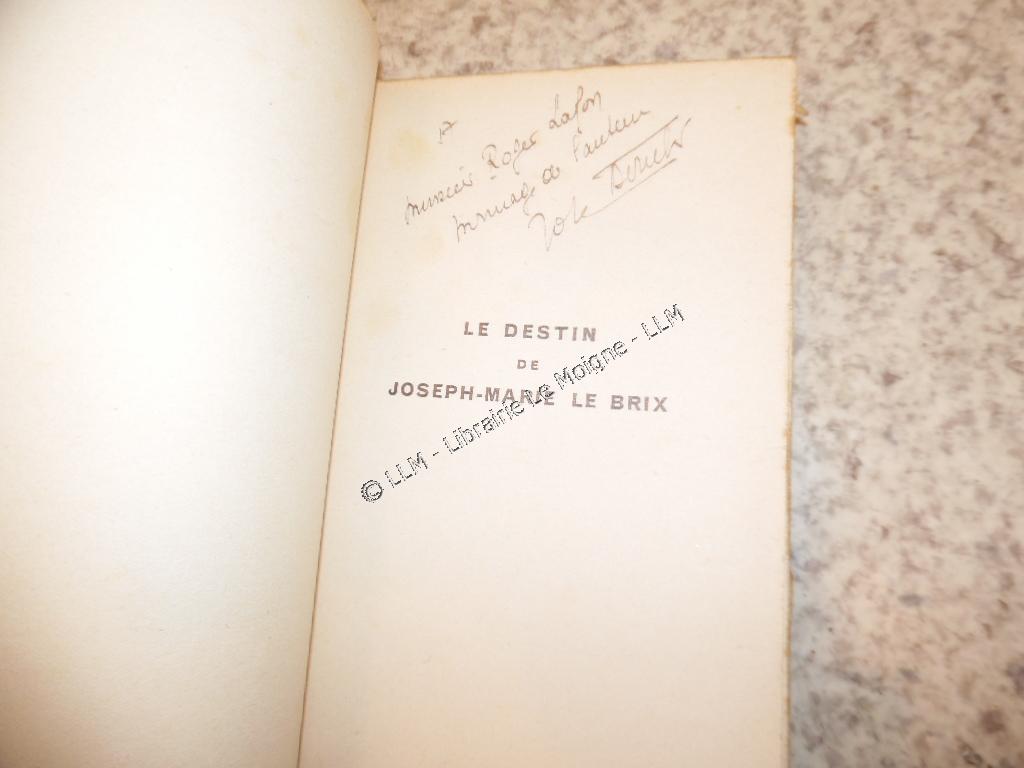 A
Monsieur Roger Lafon
hommage de l'auteur
LE DESTIN
DE
JOSEPH-MARIE LE BRIX
© LLM - Librairie Le Moigne - LLM